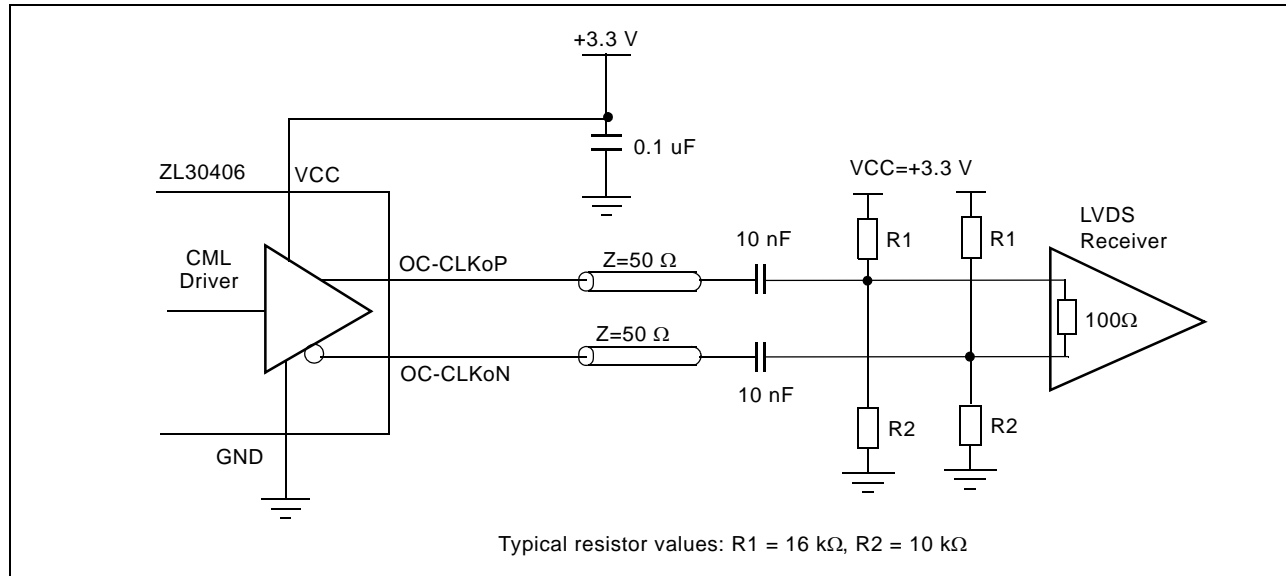 +3.3 V
0.1 uF
ZL30406
VCC
VCC=+3.3 V
LVDS
Receiver
R1
R1
10 nF
CML
Driver
OC-CLKoP
Z=50 Ω
100Ω
Z=50 Ω
OC-CLKoN
10 nF
R2
R2
GND
Typical resistor values: R1 = 16 kΩ, R2 = 10 kΩ